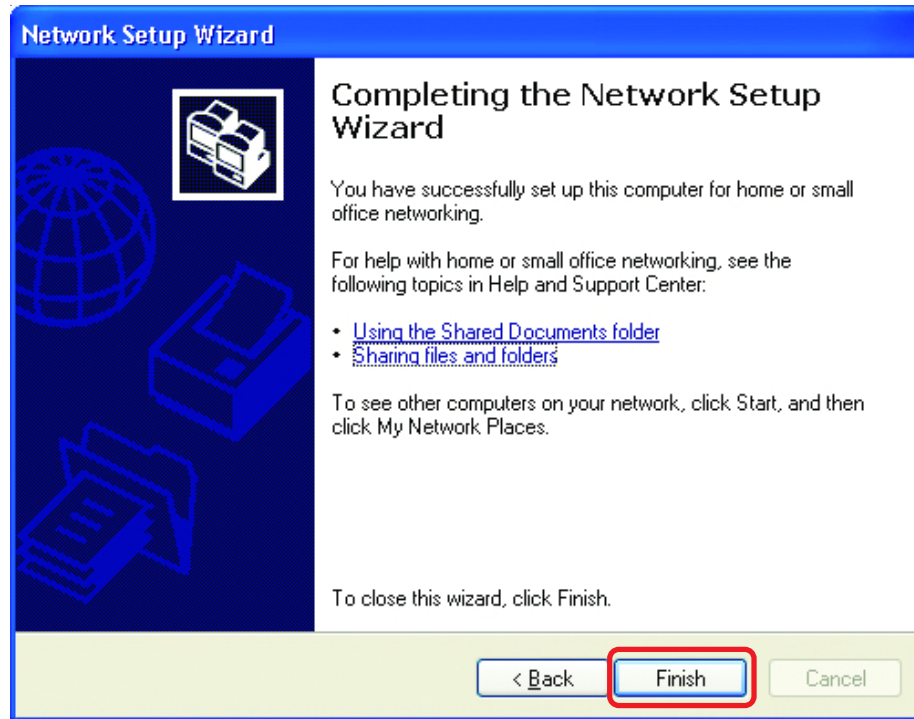 Network Setup Wizard
Completing the Network Setup
Wizard
You have successfully set up this computer for home or small
office networking.
For help with home or small office networking, see the
following topics in Help and Support Center:
• Using the Shared Documents folder
• Sharing files and folders
To see other computers on your network, click Start, and then
click My Network Places.
To close this wizard, click Finish.
< Back Finish Cancel